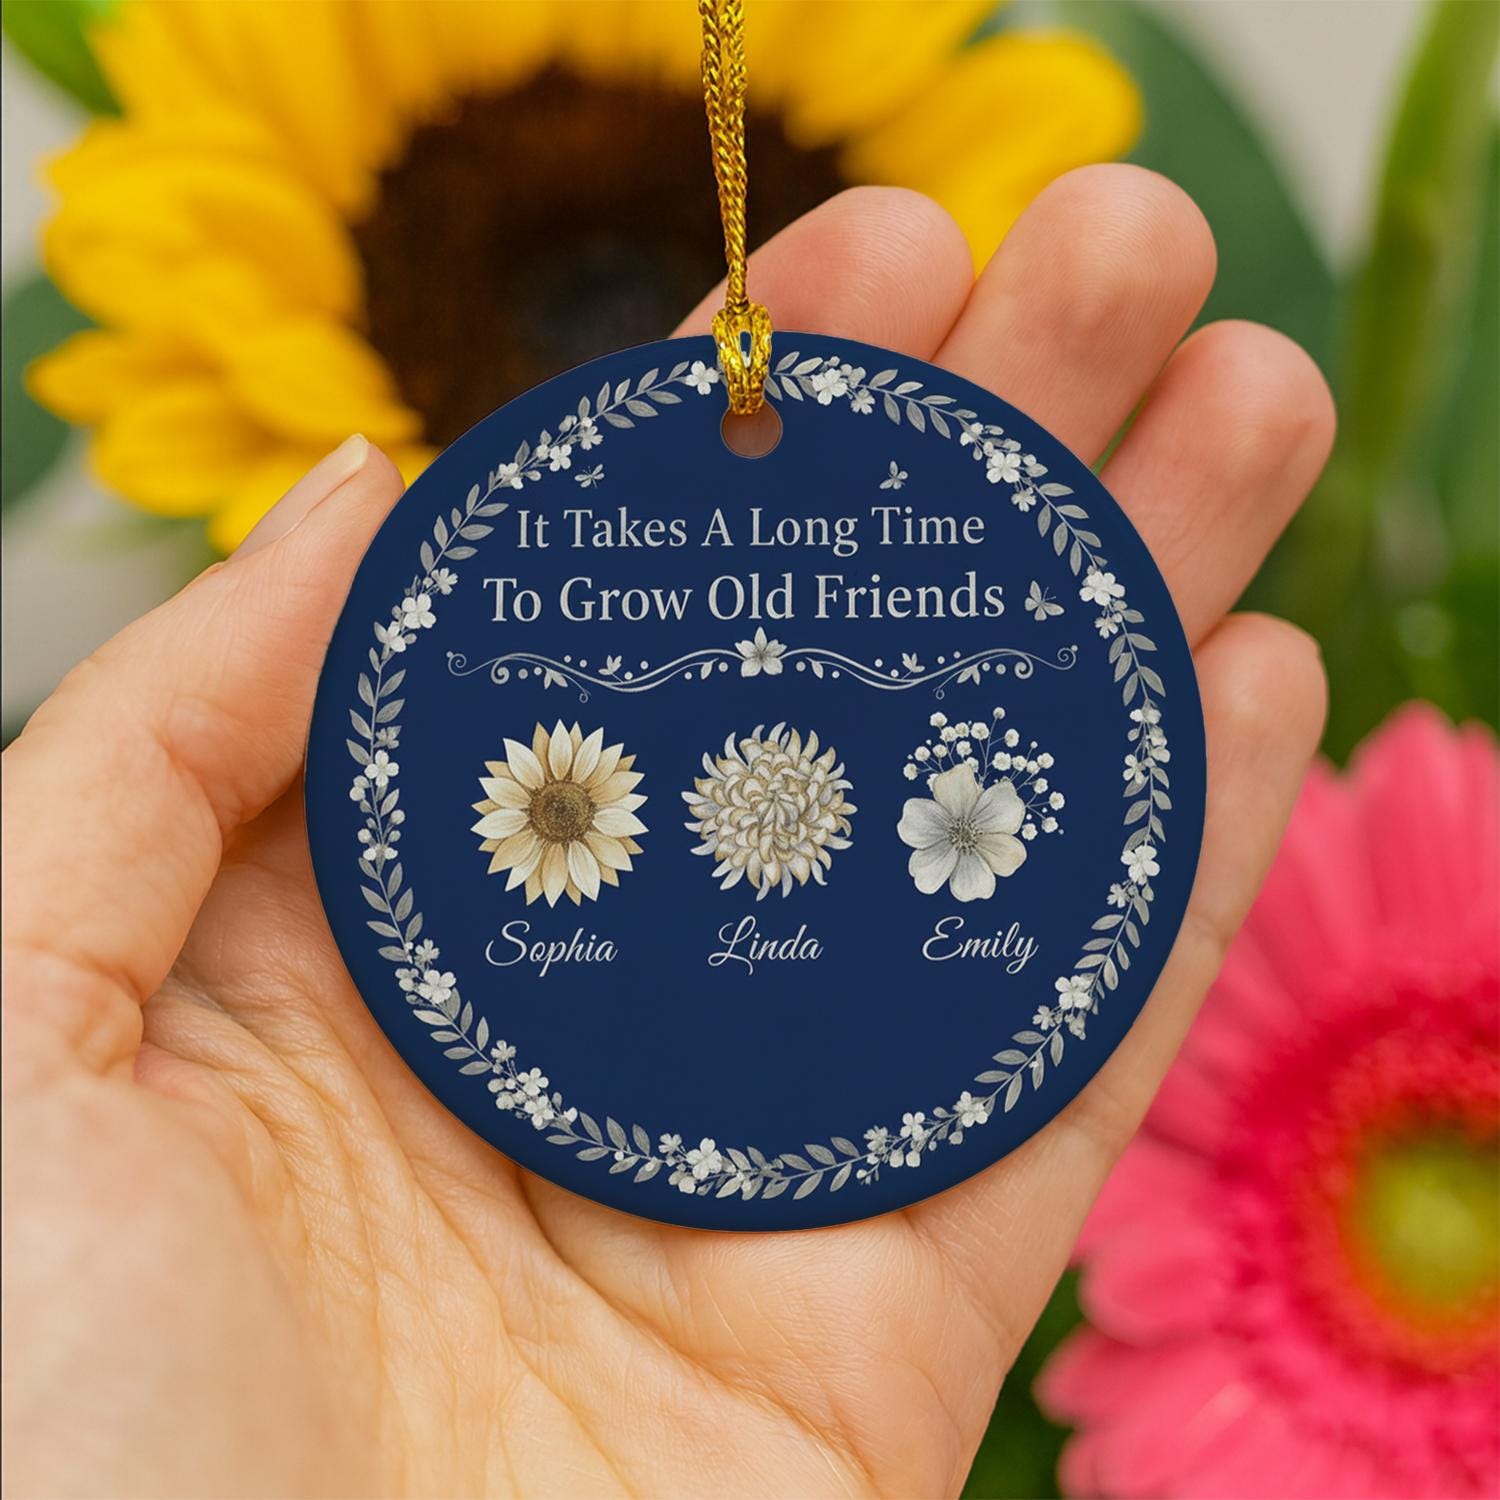 It Takes A Long Time
To Grow Old Friends
Sophia Linda Emily